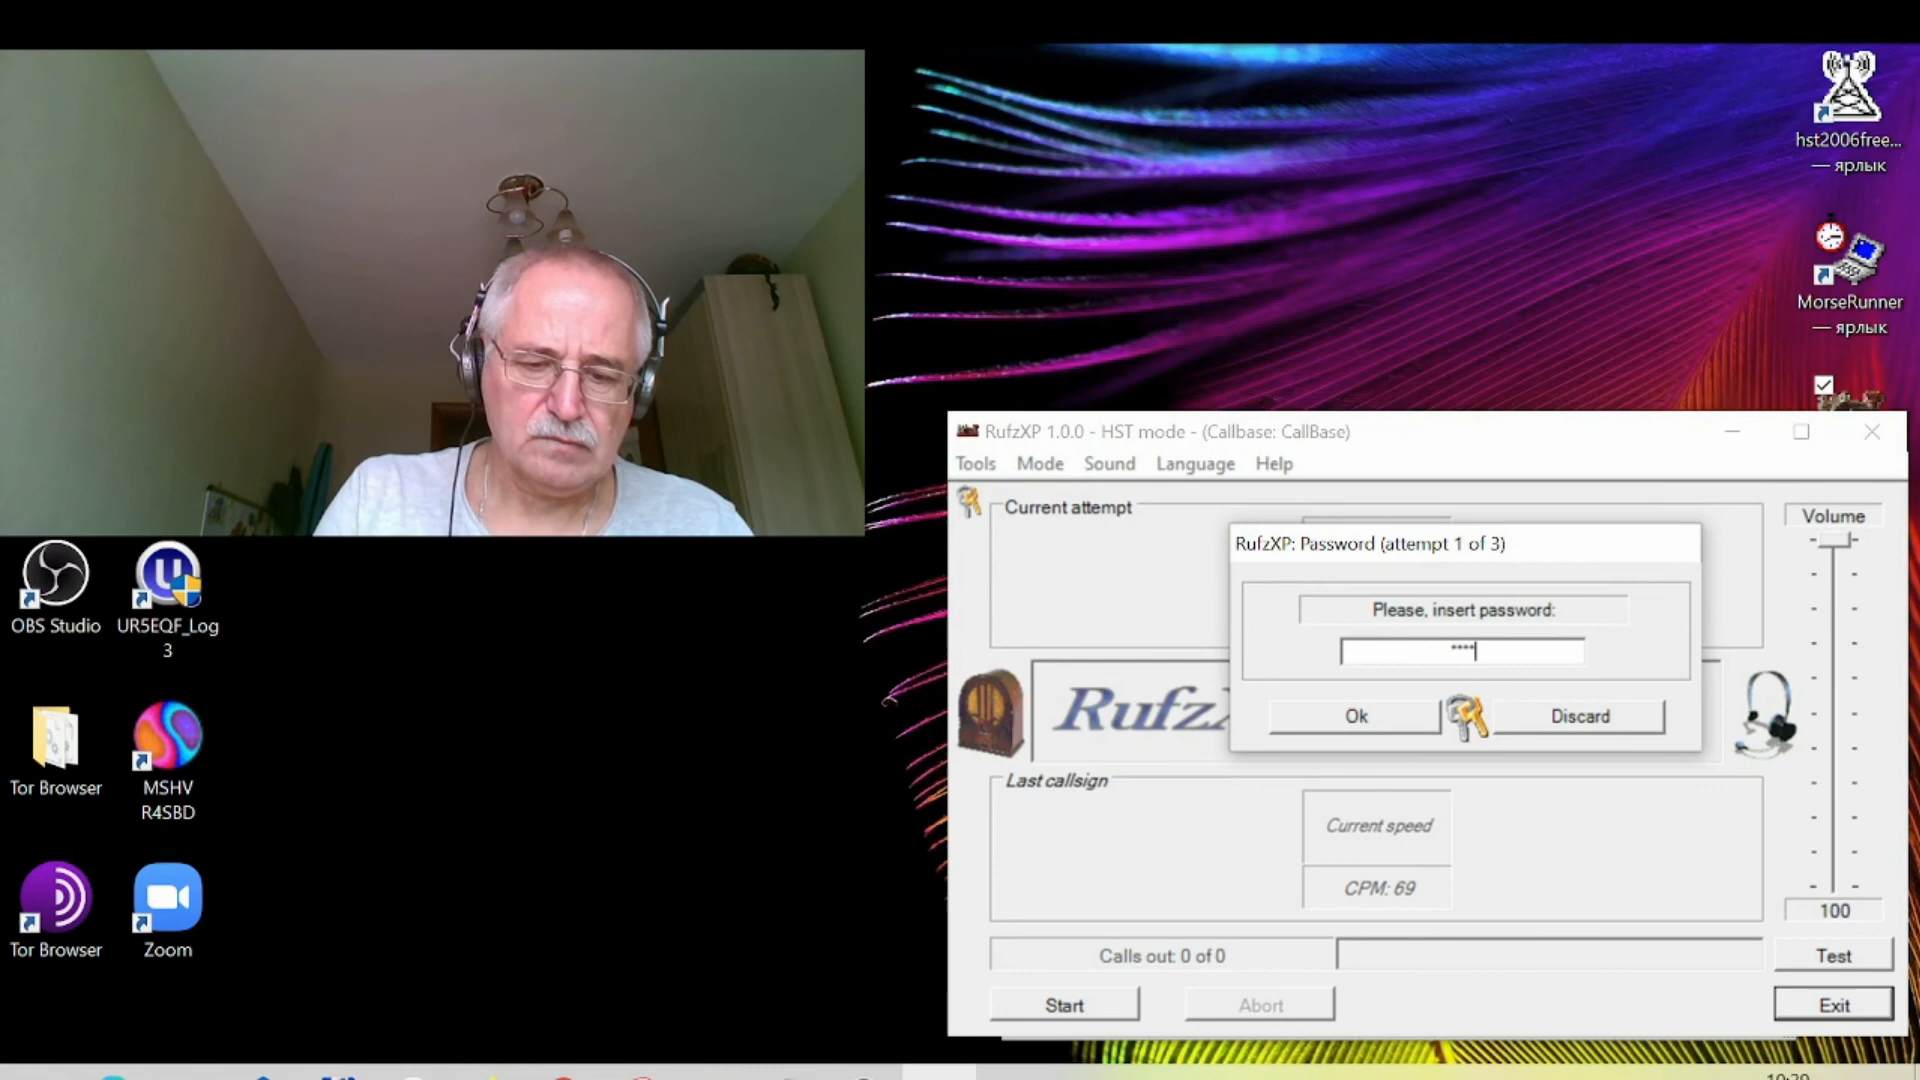 hst2006free...
— ярлык
MorseRunner
— ярлык
RufzXP 1.0.0 - HST mode - (Callbase: CallBase)
Tools Mode Sound Language Help
Current attempt
Volume
RufzXP: Password (attempt 1 of 3)
Please, insert password:
****
Ok
Discard
Last callsign
Current speed
CPM: 69
100
Calls out: 0 of 0
Test
Start
Abort
Exit
OBS Studio
UR5EQF_Log
3
Tor Browser
MSHV
R4SBD
Tor Browser
Zoom